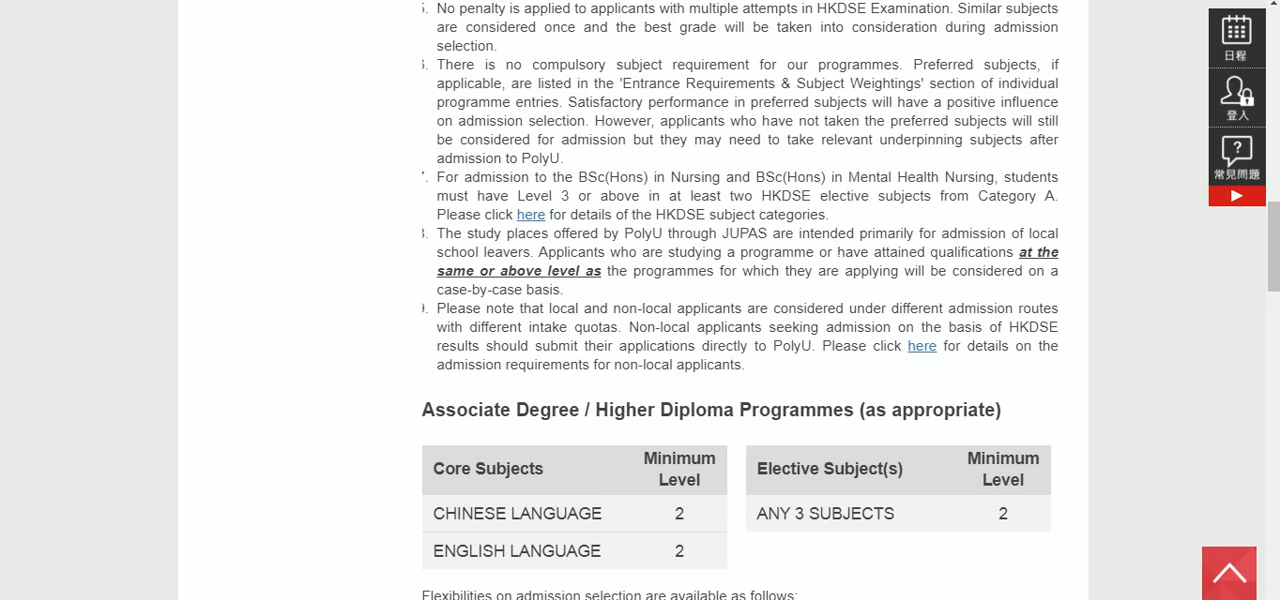 5. No penalty is applied to applicants with multiple attempts in HKDSE Examination. Similar subjects
are considered once and the best grade will be taken into consideration during admission
selection.
6. There is no compulsory subject requirement for our programmes. Preferred subjects, if
applicable, are listed in the 'Entrance Requirements & Subject Weightings' section of individual
programme entries. Satisfactory performance in preferred subjects will have a positive influence
on admission selection. However, applicants who have not taken the preferred subjects will still
be considered for admission but they may need to take relevant underpinning subjects after
admission to PolyU.
7. For admission to the BSc(Hons) in Nursing and BSc(Hons) in Mental Health Nursing, students
must have Level 3 or above in at least two HKDSE elective subjects from Category A.
Please click here for details of the HKDSE subject categories.
8. The study places offered by PolyU through JUPAS are intended primarily for admission of local
school leavers. Applicants who are studying a programme or have attained qualifications at the
same or above level as the programmes for which they are applying will be considered on a
case-by-case basis.
9. Please note that local and non-local applicants are considered under different admission routes
with different intake quotas. Non-local applicants seeking admission on the basis of HKDSE
results should submit their applications directly to PolyU. Please click here for details on the
admission requirements for non-local applicants.
Associate Degree / Higher Diploma Programmes (as appropriate)
Core Subjects Minimum Level
CHINESE LANGUAGE 2
ENGLISH LANGUAGE 2
Elective Subject(s) Minimum Level
ANY 3 SUBJECTS 2
Flexibilities on admission selection are available as follows:
日程
登入
常見問題